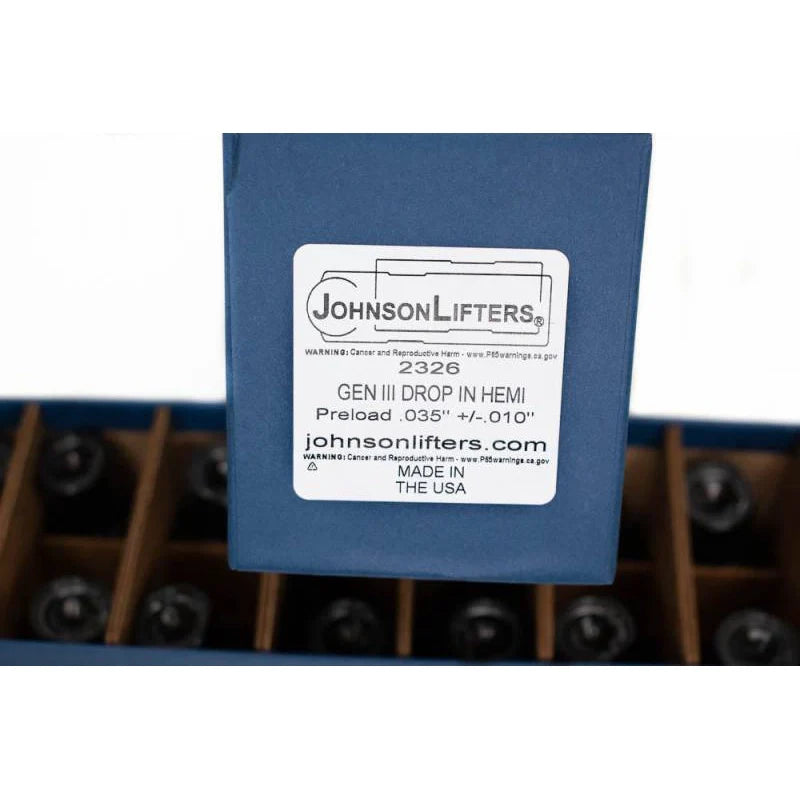 JOHNSONLIFTERS®
WARNING: Cancer and Reproductive Harm - www.P65warnings.ca.gov
2326
GEN III DROP IN HEMI
Preload .035" +/-.010"
johnsonlifters.com
WARNING: Cancer and Reproductive Harm - www.P65warnings.ca.gov
MADE IN
THE USA